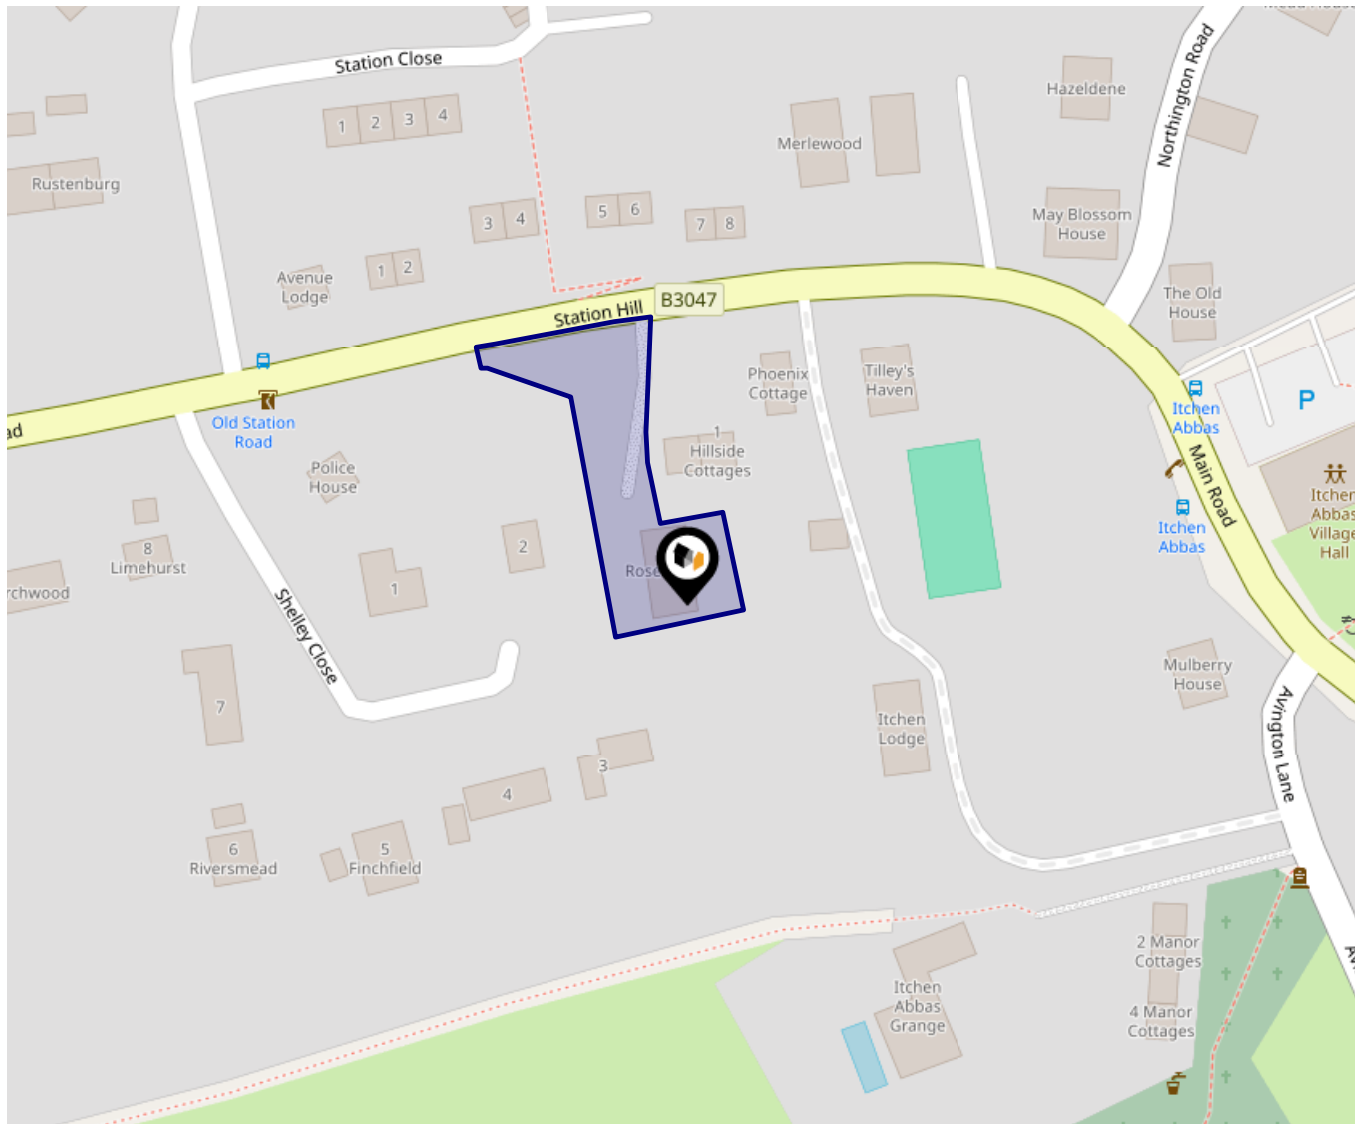 Station Close
Hazeldene
Northington Road
1
2
3
4
Merlewood
Rustenburg
3
4
5
6
7
8
May Blossom
House
1
2
Avenue
Lodge
B3047
Station Hill
The Old
House
Phoenix
Cottage
Tilley's
Haven
P
Old Station
Road
Itchen
Abbas
1
Hillside
Cottages
Police
House
Main Road
Itchen
Abbas
Village
Hall
Itchen
Abbas
2
8
Limehurst
1
Shelley Close
Mulberry
House
7
Itchen
Lodge
Avington Lane
3
4
6
Riversmead
5
Finchfield
2 Manor
Cottages
Itchen
Abbas
Grange
4 Manor
Cottages